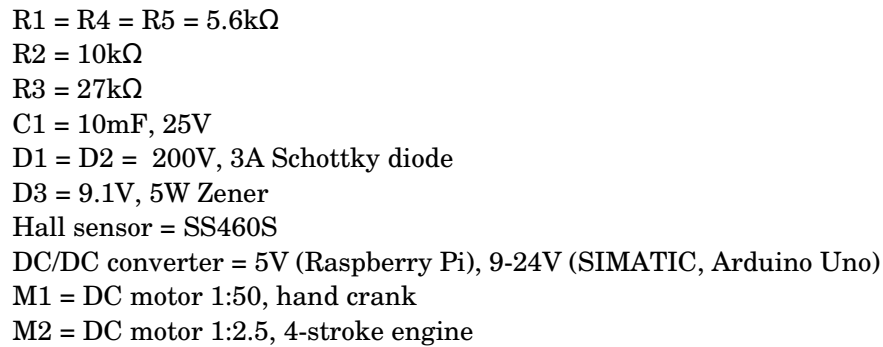 R1 = R4 = R5 = 5.6kΩ
R2 = 10kΩ
R3 = 27kΩ
C1 = 10mF, 25V
D1 = D2 =  200V, 3A Schottky diode
D3 = 9.1V, 5W Zener
Hall sensor = SS460S
DC/DC converter = 5V (Raspberry Pi), 9-24V (SIMATIC, Arduino Uno)
M1 = DC motor 1:50, hand crank
M2 = DC motor 1:2.5, 4-stroke engine